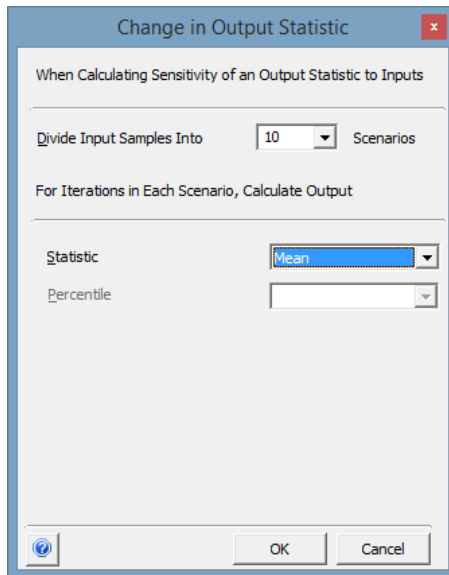 Change in Output Statistic
x
When Calculating Sensitivity of an Output Statistic to Inputs
Divide Input Samples Into 10 Scenarios
For Iterations in Each Scenario, Calculate Output
Statistic Mean
Percentile
? OK Cancel